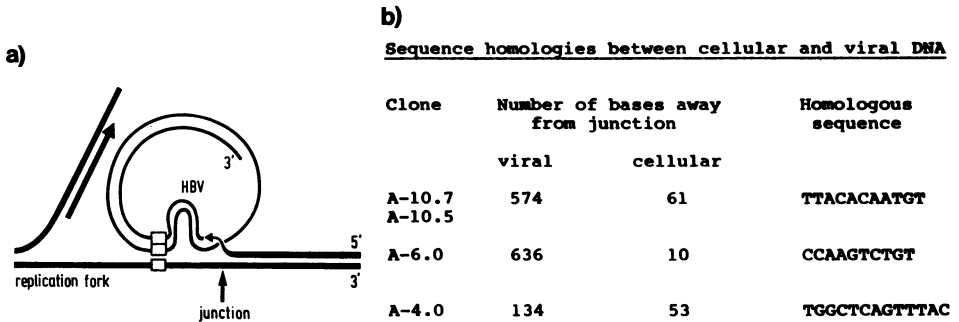 a)
3'
HBV
5'
3'
replication fork
junction
b)
Sequence homologies between cellular and viral DNA
Clone Number of bases away Homologous
from junction sequence
viral cellular
A-10.7 574 61 TTACACAATGT
A-10.5
A-6.0 636 10 CCAAGTCTGT
A-4.0 134 53 TGGCTCAGTTTAC